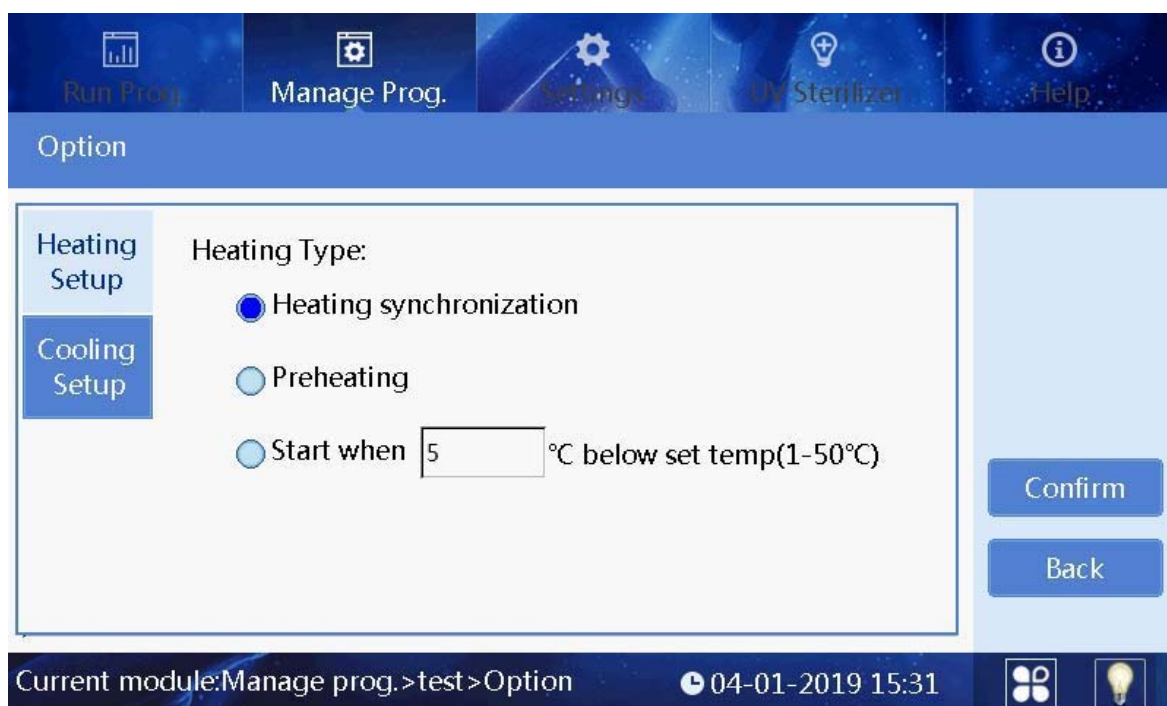 Run Prog.
Manage Prog.
Settings
UV Sterilizer
Help
Option
Heating
Setup
Cooling
Setup
Heating Type:
Heating synchronization
Preheating
Start when 5 °C below set temp(1-50°C)
Confirm
Back
Current module:Manage prog.>test>Option
04-01-2019 15:31